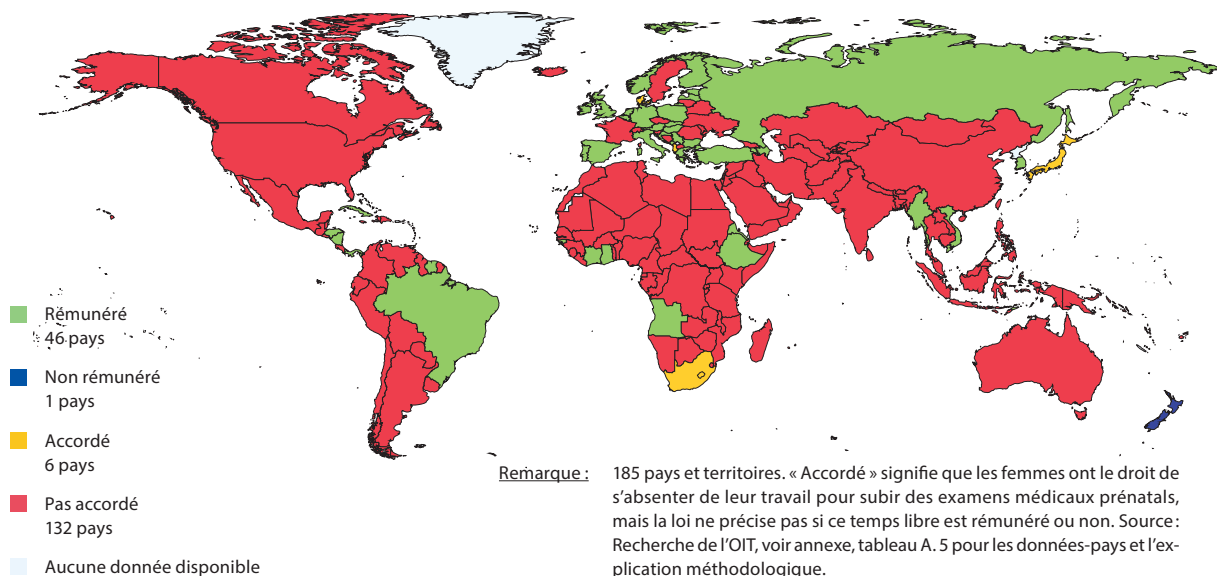 Rémunéré
46 pays
Non rémunéré
1 pays
Accordé
6 pays
Pas accordé
132 pays
Aucune donnée disponible
Remarque : 185 pays et territoires. « Accordé » signifie que les femmes ont le droit de
s’absenter de leur travail pour subir des examens médicaux prénatals,
mais la loi ne précise pas si ce temps libre est rémunéré ou non. Source :
Recherche de l’OIT, voir annexe, tableau A. 5 pour les données-pays et l’ex-
plication méthodologique.